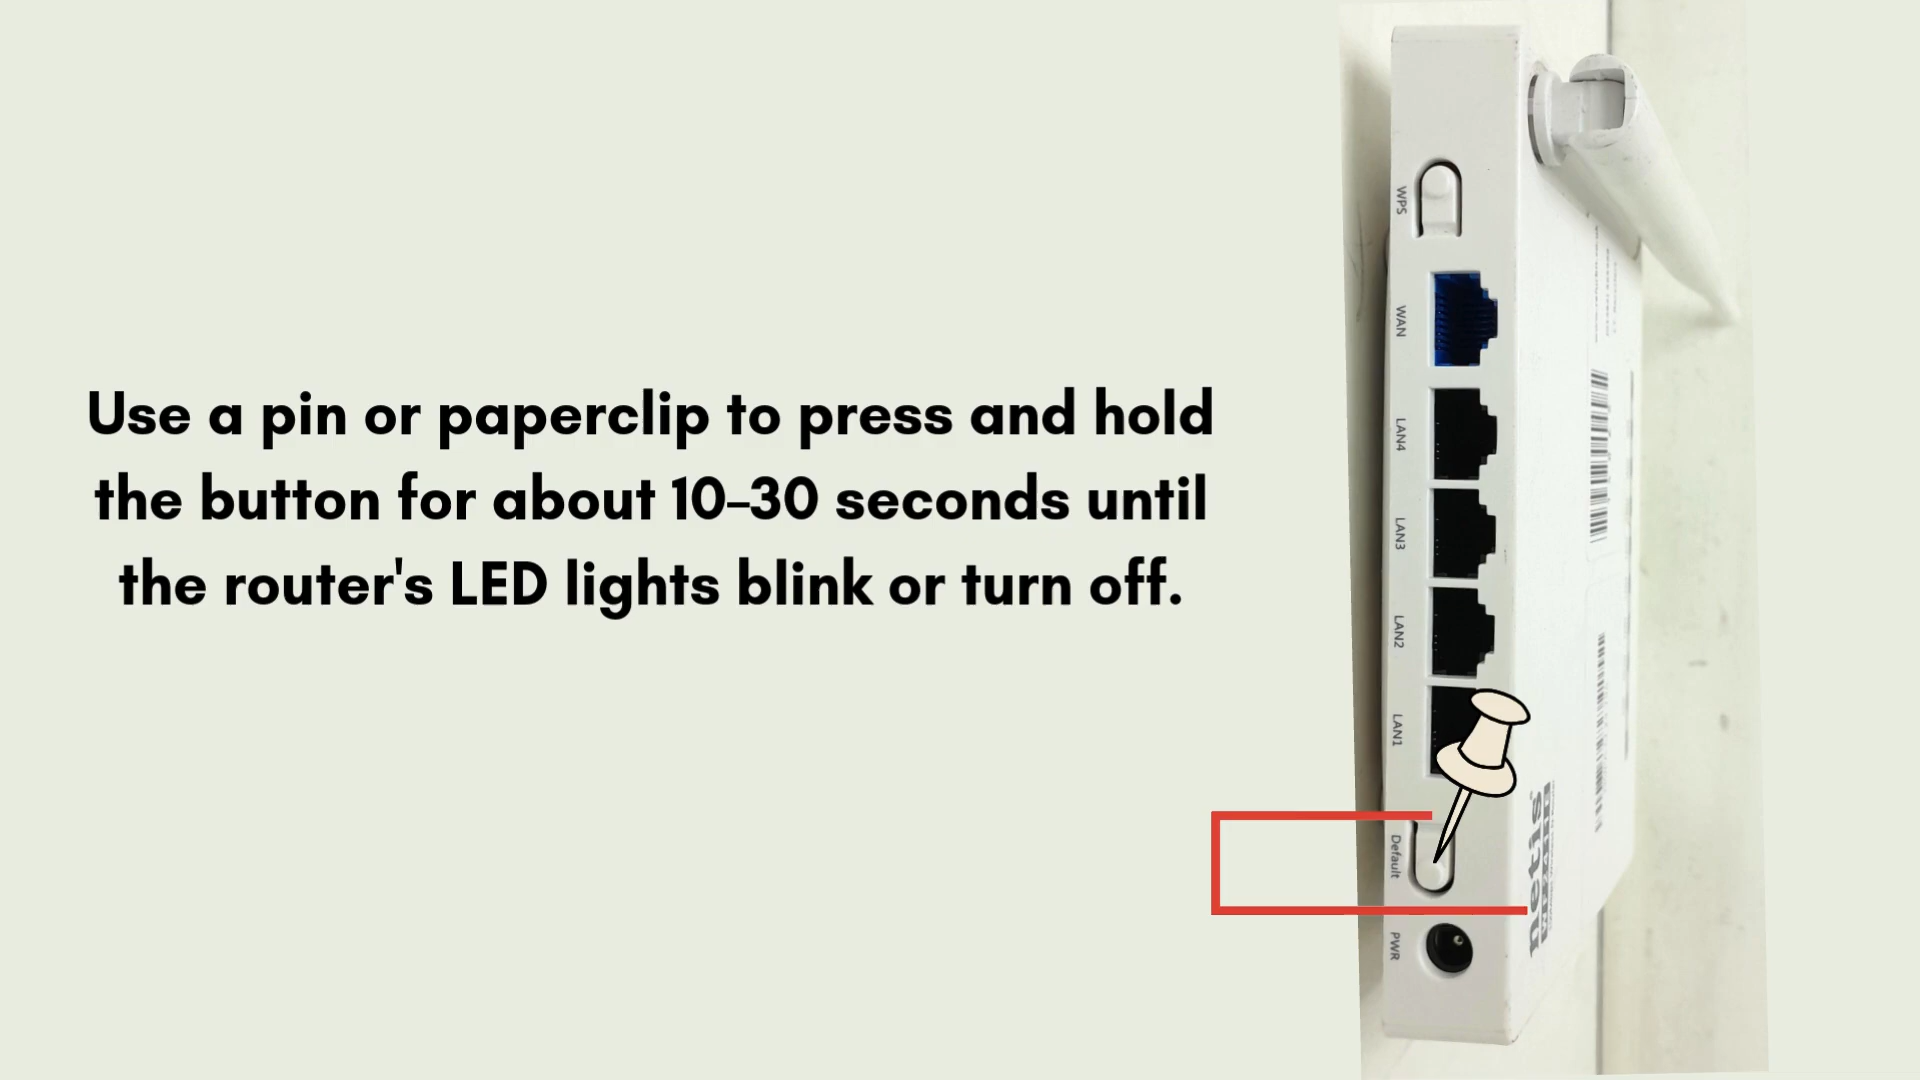 Use a pin or paperclip to press and hold
the button for about 10–30 seconds until
the router's LED lights blink or turn off.
WPS
WAN
LAN4
LAN3
LAN2
LAN1
Default
PWR
netis